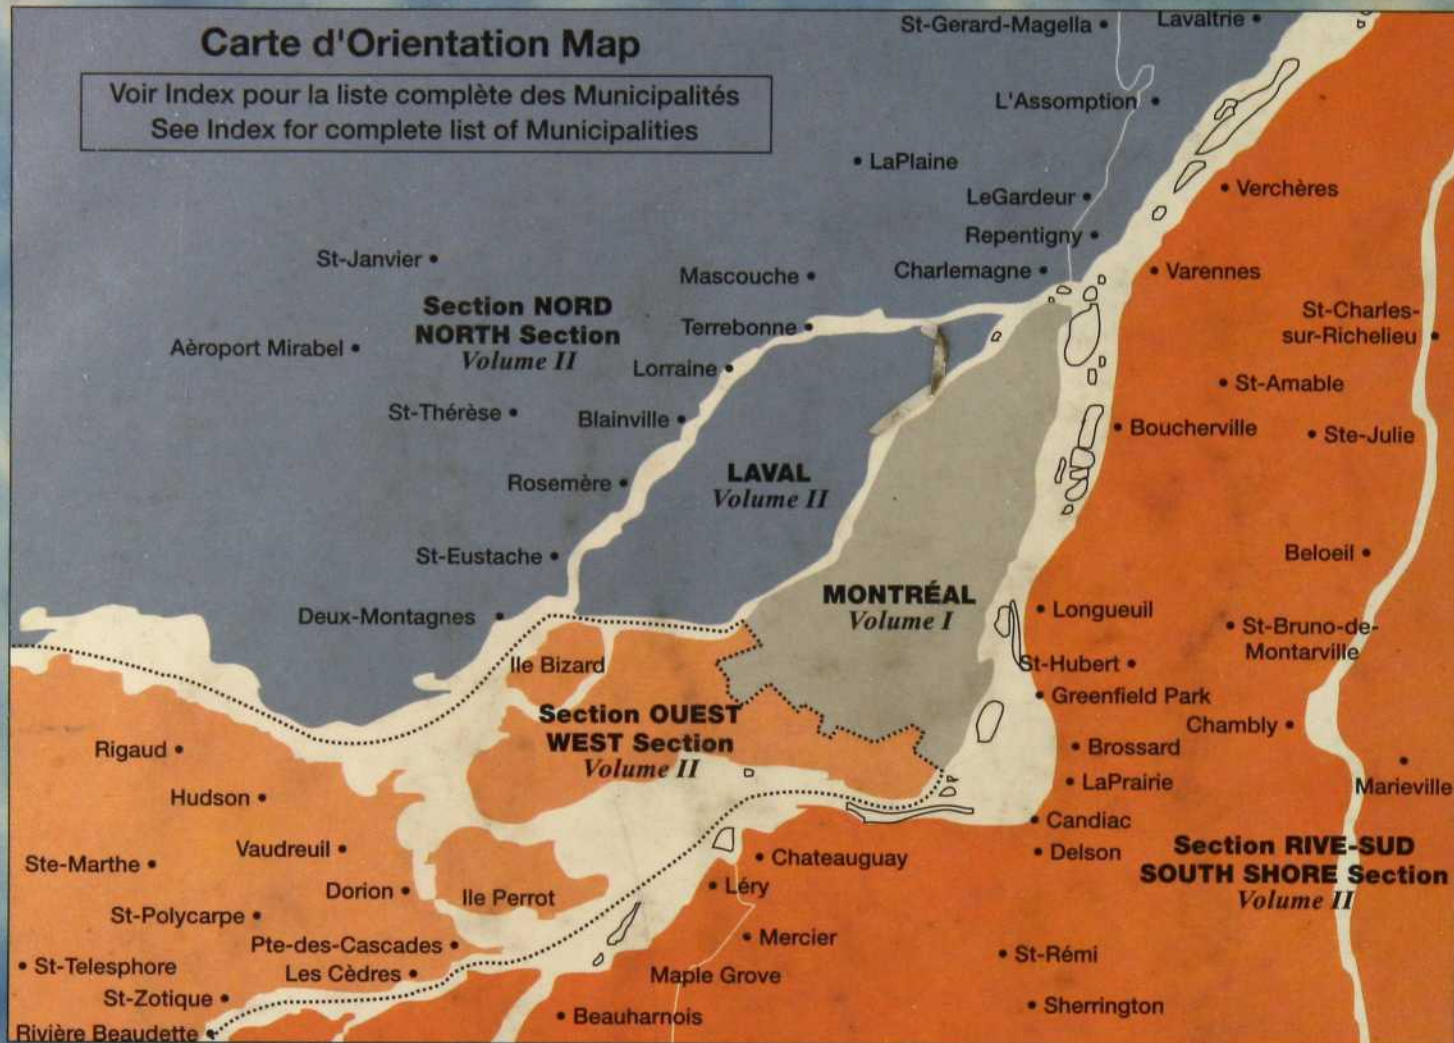 Carte d'Orientation Map
Voir Index pour la liste complète des Municipalités
See Index for complete list of Municipalities
St-Gerard-Magella
Lavaltrie
L'Assomption
LaPlaine
LeGardeur
Verchères
Repentigny
St-Janvier
Mascouche
Charlemagne
Varennes
Section NORD
NORTH Section
Volume II
Terrebonne
St-Charles-
sur-Richelieu
Aèroport Mirabel
Lorraine
St-Amable
St-Thérèse
Blainville
Boucherville
Ste-Julie
LAVAL
Volume II
Rosemère
St-Eustache
Beloeil
MONTRÉAL
Volume I
Deux-Montagnes
Longueuil
St-Bruno-de-
Montarville
Ile Bizard
St-Hubert
Greenfield Park
Section OUEST
WEST Section
Volume II
Chambly
Rigaud
Brossard
LaPrairie
Marieville
Hudson
Candiac
Vaudreuil
Delson
Section RIVE-SUD
SOUTH SHORE Section
Volume II
Ste-Marthe
Chateauguay
Dorion
Ile Perrot
Léry
St-Polycarpe
Pte-des-Cascades
Mercier
St-Rémi
St-Telesphore
Les Cèdres
Maple Grove
St-Zotique
Beauharnois
Sherrington
Rivière Beaudette